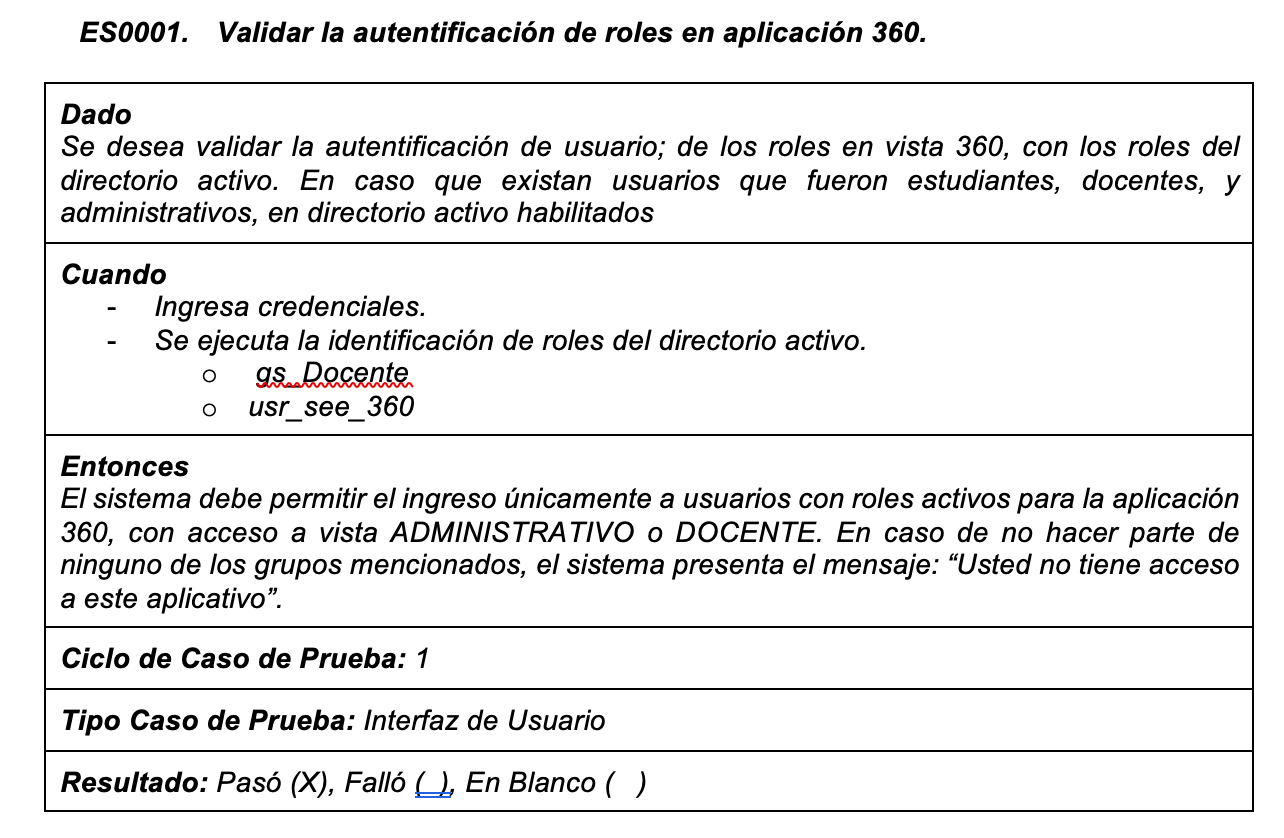 ES0001. Validar la autentificación de roles en aplicación 360.
Dado
Se desea validar la autentificación de usuario; de los roles en vista 360, con los roles del
directorio activo. En caso que existan usuarios que fueron estudiantes, docentes, y
administrativos, en directorio activo habilitados
Cuando
- Ingresa credenciales.
- Se ejecuta la identificación de roles del directorio activo.
o gs_Docente
o usr_see_360
Entonces
El sistema debe permitir el ingreso únicamente a usuarios con roles activos para la aplicación
360, con acceso a vista ADMINISTRATIVO o DOCENTE. En caso de no hacer parte de
ninguno de los grupos mencionados, el sistema presenta el mensaje: “Usted no tiene acceso
a este aplicativo”.
Ciclo de Caso de Prueba: 1
Tipo Caso de Prueba: Interfaz de Usuario
Resultado: Pasó (X), Falló ( ), En Blanco ( )